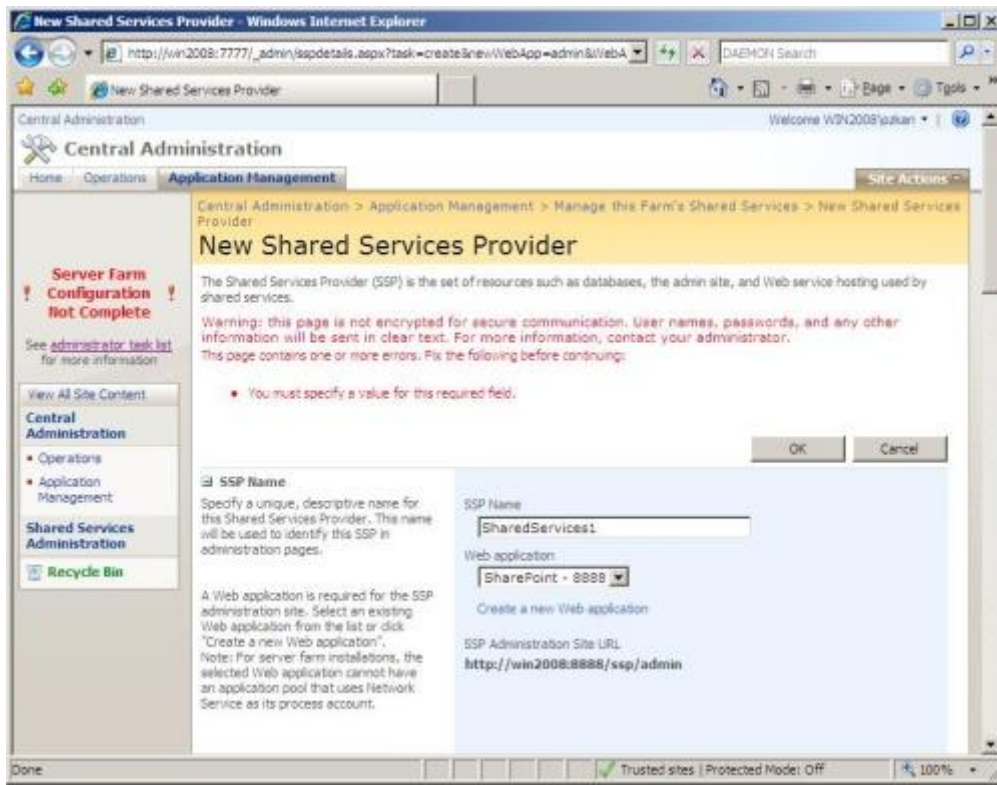 New Shared Services Provider - Windows Internet Explorer
http://win2008:7777/_admin/sspdetails.aspx?task=create&newWebApp=admin&WebA
DAEMON Search
New Shared Services Provider
Page
Tools
Central Administration
Welcome WIN2008\ozkan
Central Administration
Home
Operations
Application Management
Site Actions
Central Administration > Application Management > Manage this Farm's Shared Services > New Shared Services
Provider
New Shared Services Provider
Server Farm
! Configuration !
Not Complete
See administrator task list
for more information
View All Site Content
Central
Administration
Operations
Application
Management
Shared Services
Administration
Recycle Bin
The Shared Services Provider (SSP) is the set of resources such as databases, the admin site, and Web service hosting used by
shared services.
Warning: this page is not encrypted for secure communication. User names, passwords, and any other
information will be sent in clear text. For more information, contact your administrator.
This page contains one or more errors. Fix the following before continuing:
You must specify a value for this required field.
OK
Cancel
SSP Name
Specify a unique, descriptive name for
this Shared Services Provider. This name
will be used to identify this SSP in
administration pages.
A Web application is required for the SSP
administration site. Select an existing
Web application from the list or click
"Create a new Web application".
Note: For server farm installations, the
selected Web application cannot have
an application pool that uses Network
Service as its process account.
SSP Name
SharedServices1
Web application
SharePoint - 8888
Create a new Web application
SSP Administration Site URL
http://win2008:8888/ssp/admin
Done
Trusted sites | Protected Mode: Off
100%